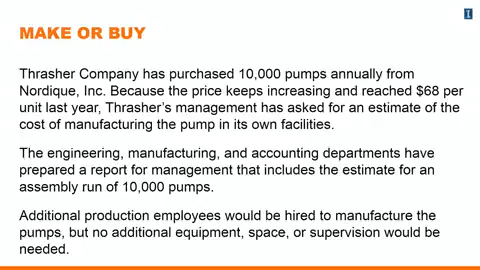 MAKE OR BUY
Thrasher Company has purchased 10,000 pumps annually from
Nordique, Inc. Because the price keeps increasing and reached $68 per
unit last year, Thrasher's management has asked for an estimate of the
cost of manufacturing the pump in its own facilities.
The engineering, manufacturing, and accounting departments have
prepared a report for management that includes the estimate for an
assembly run of 10,000 pumps.
Additional production employees would be hired to manufacture the
pumps, but no additional equipment, space, or supervision would be
needed.